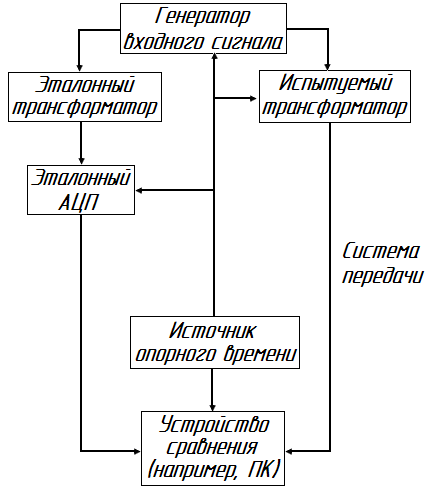 Генератор
входного сигнала
Эталонный
трансформатор
Испытуемый
трансформатор
Эталонный
АЦП
Система
передачи
Источник
опорного времени
Устройство
сравнения
(например, ПК)